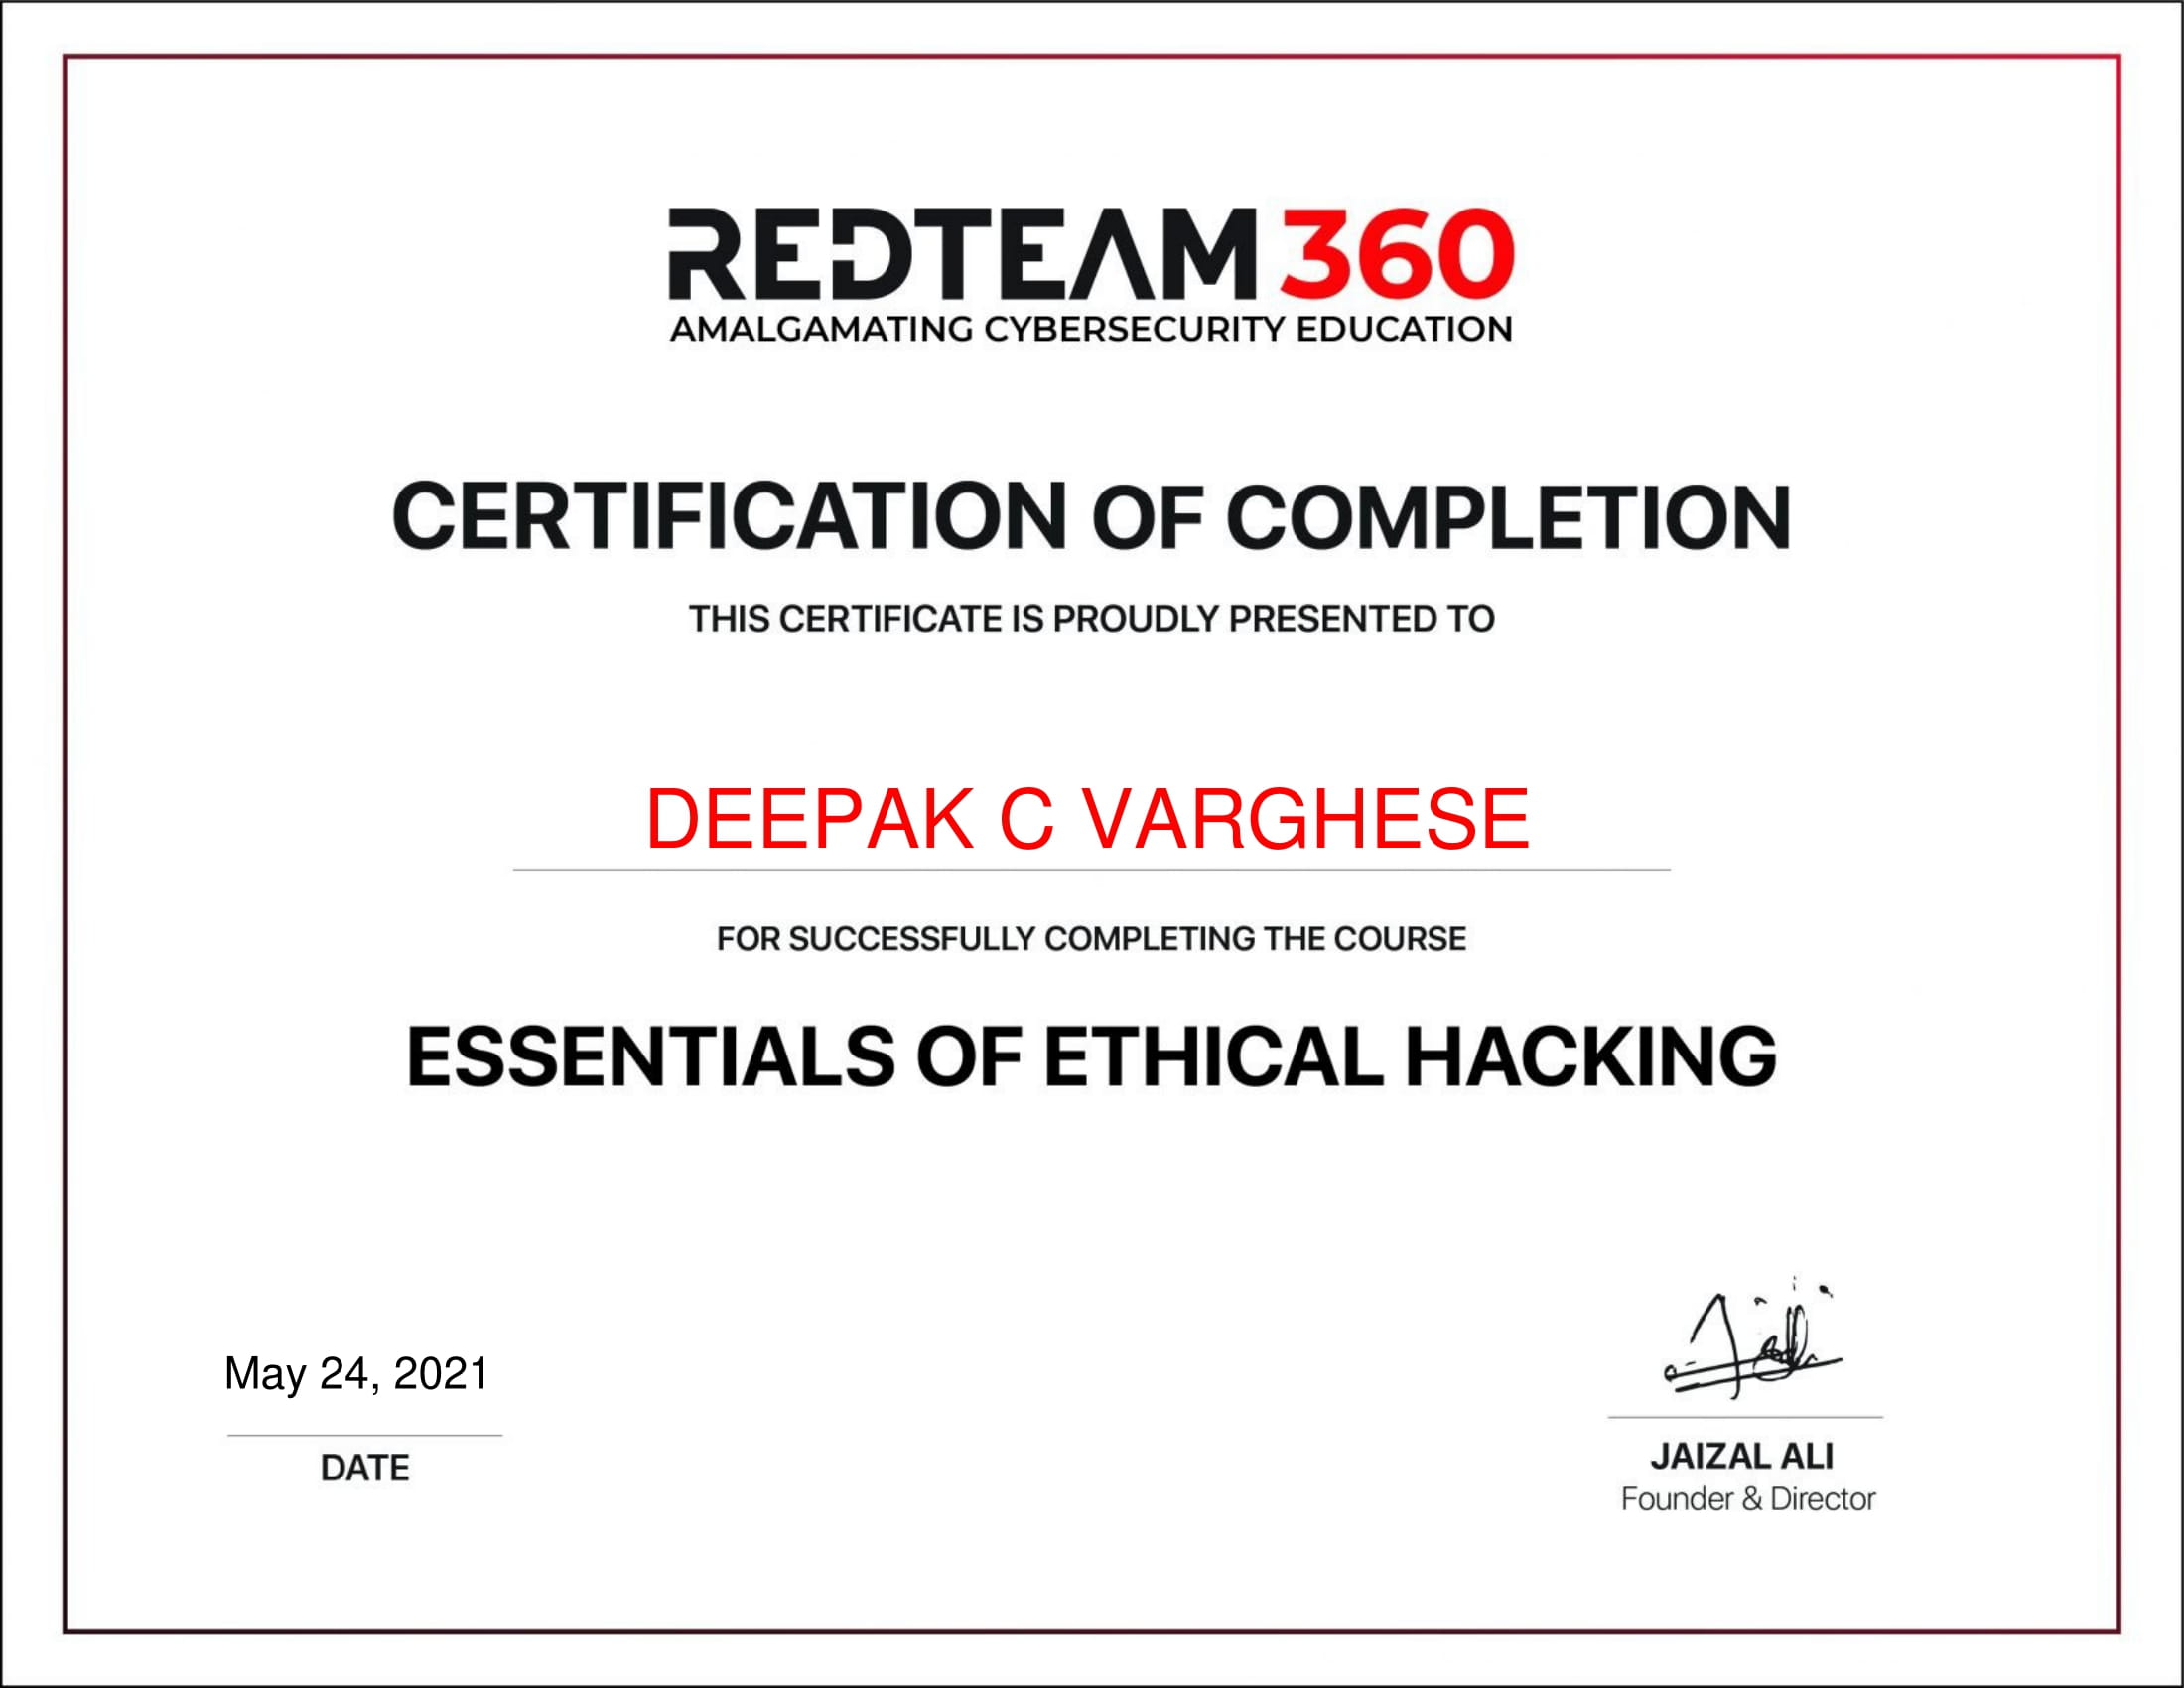 REDTEAM 360
AMALGAMATING CYBERSECURITY EDUCATION
CERTIFICATION OF COMPLETION
THIS CERTIFICATE IS PROUDLY PRESENTED TO
DEEPAK C VARGHESE
FOR SUCCESSFULLY COMPLETING THE COURSE
ESSENTIALS OF ETHICAL HACKING
May 24, 2021
DATE
JAIZAL ALI
Founder & Director